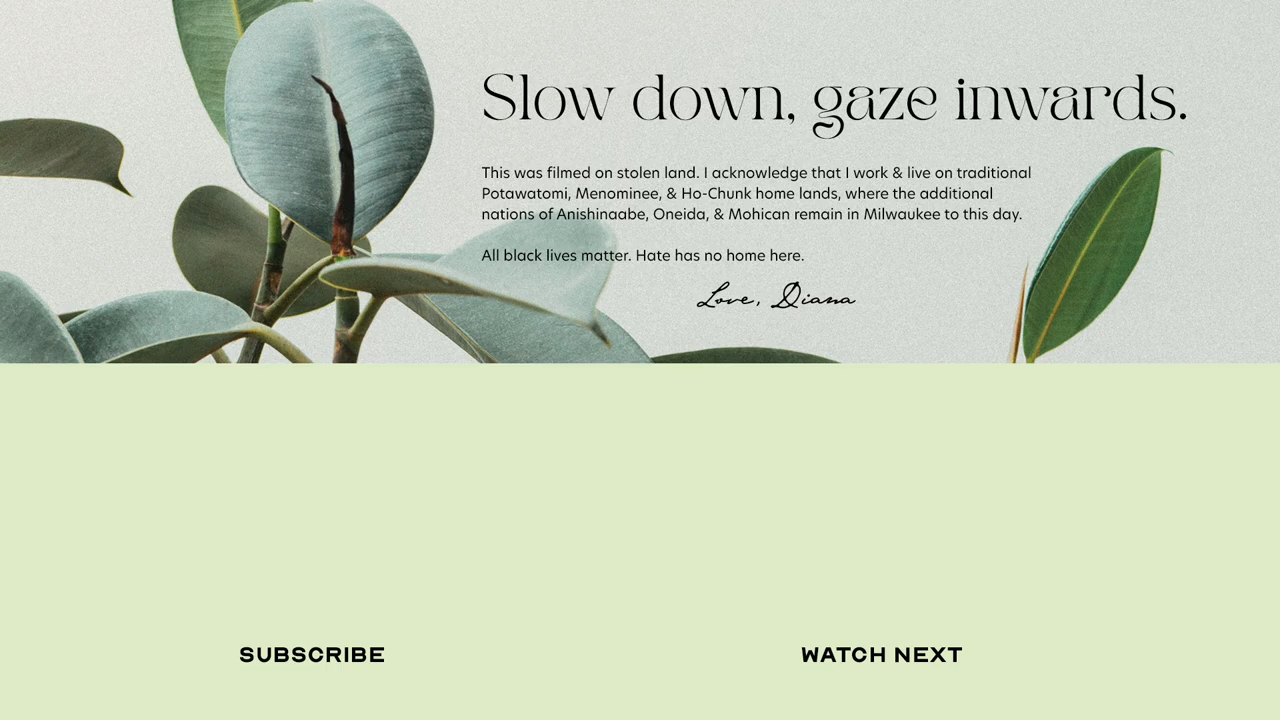 Slow down, gaze inwards.
This was filmed on stolen land. I acknowledge that I work & live on traditional
Potawatomi, Menominee, & Ho-Chunk home lands, where the additional
nations of Anishinaabe, Oneida, & Mohican remain in Milwaukee to this day.
All black lives matter. Hate has no home here.
Love, Diana
SUBSCRIBE
WATCH NEXT